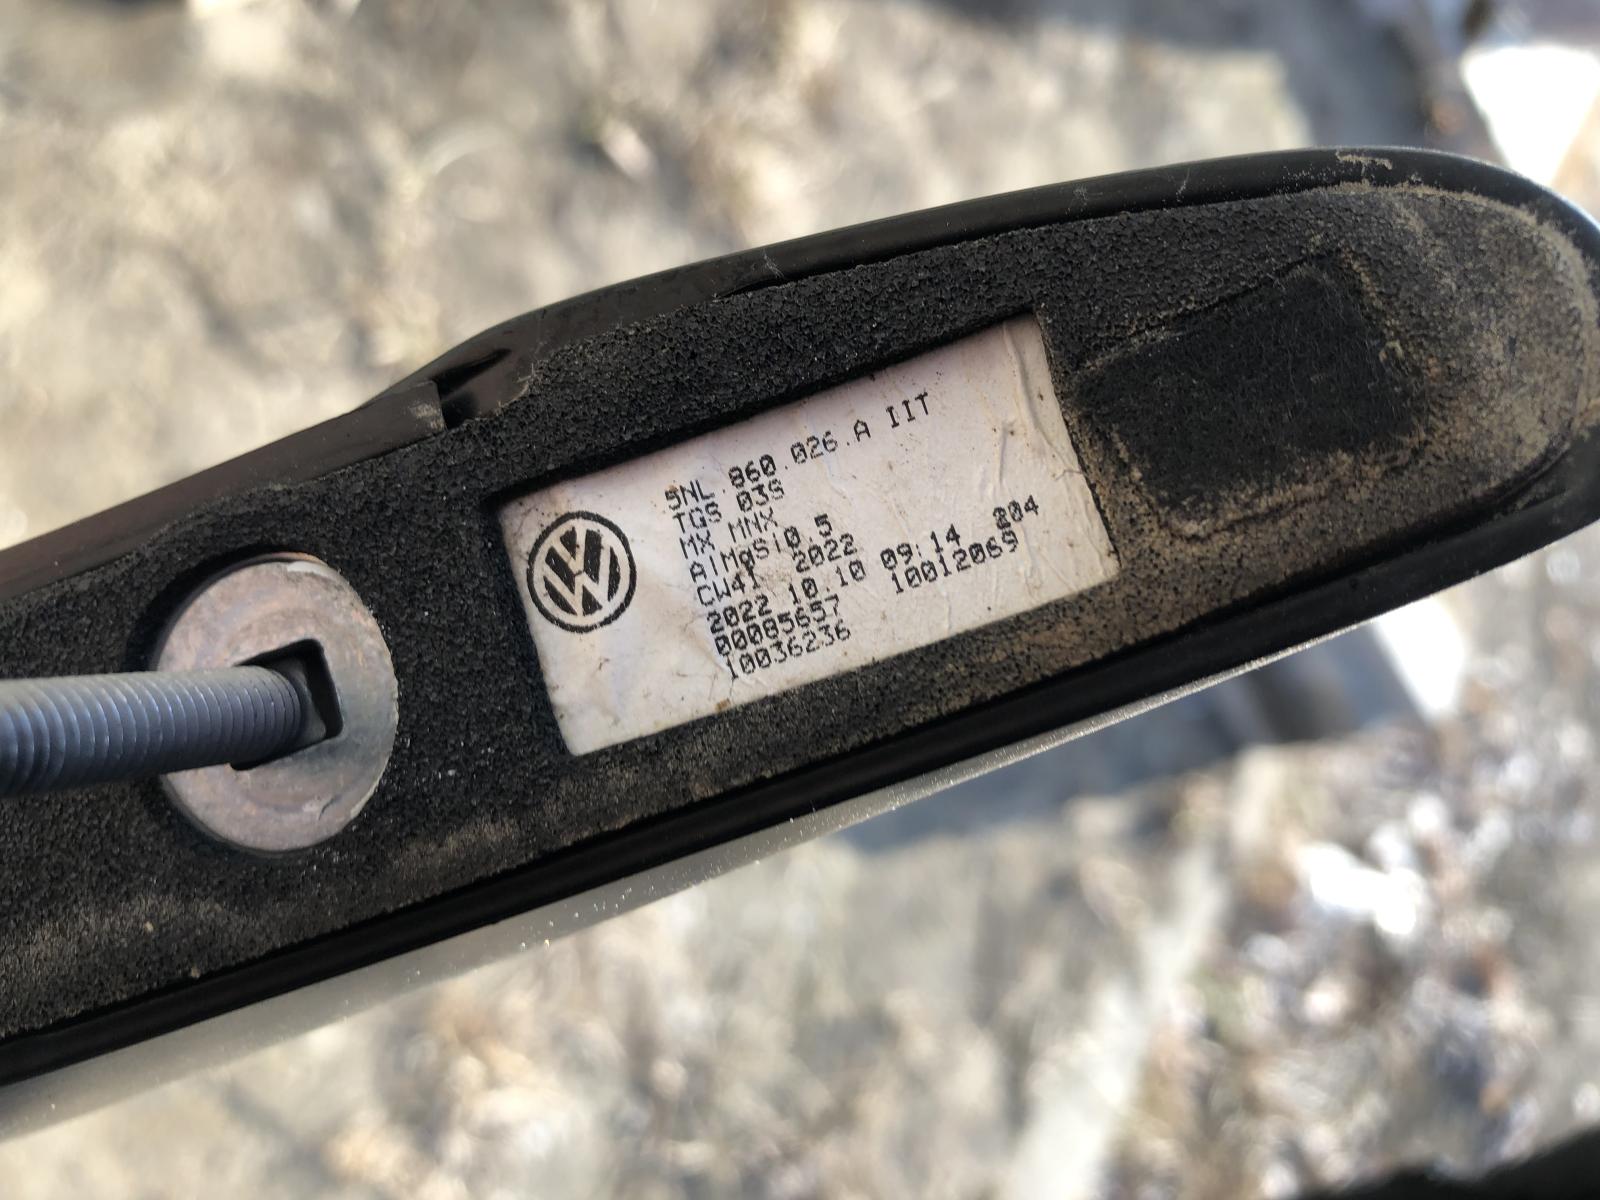 5NL.860.026.A IIT
TGS 03S
MX MNX
AlMgSi0.5
CW41 2022
2022.10.10 09:14 204
00085657 10012069
10036236